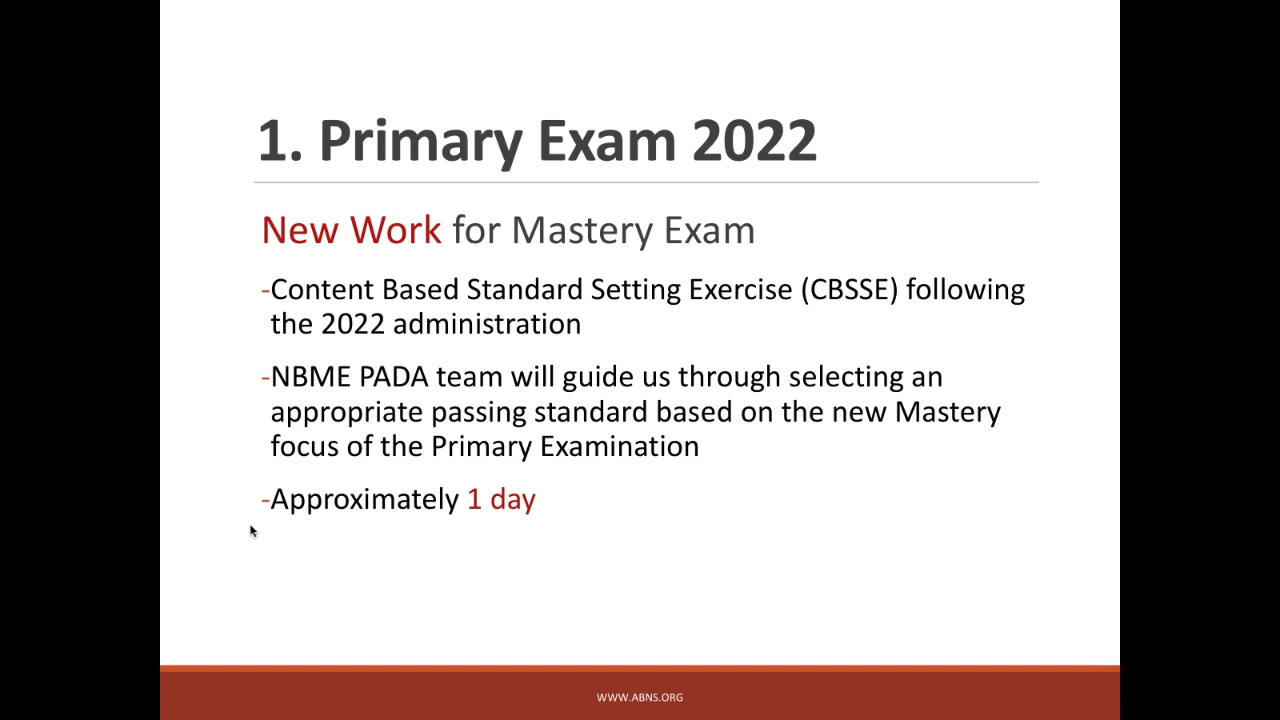 1. Primary Exam 2022
New Work for Mastery Exam
-Content Based Standard Setting Exercise (CBSSE) following
the 2022 administration
-NBME PADA team will guide us through selecting an
appropriate passing standard based on the new Mastery
focus of the Primary Examination
-Approximately 1 day
WWW.ABNS.ORG